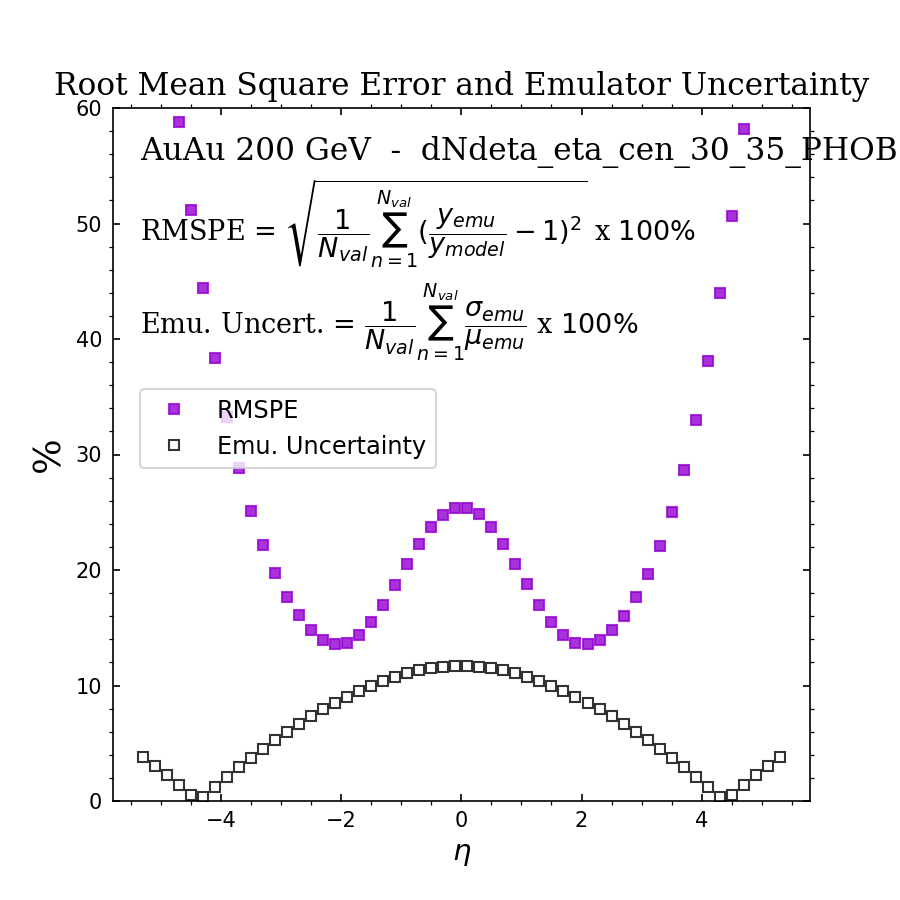 Root Mean Square Error and Emulator Uncertainty
AuAu 200 GeV - dNdeta_eta_cen_30_35_PHOB
RMSPE = √(1/N_val ∑_{n=1}^{N_val} (y_emu/y_model − 1)²) x 100%
Emu. Uncert. = 1/N_val ∑_{n=1}^{N_val} σ_emu/μ_emu x 100%
RMSPE
Emu. Uncertainty
%
60
50
40
30
20
10
0
−4 −2 0 2 4
η